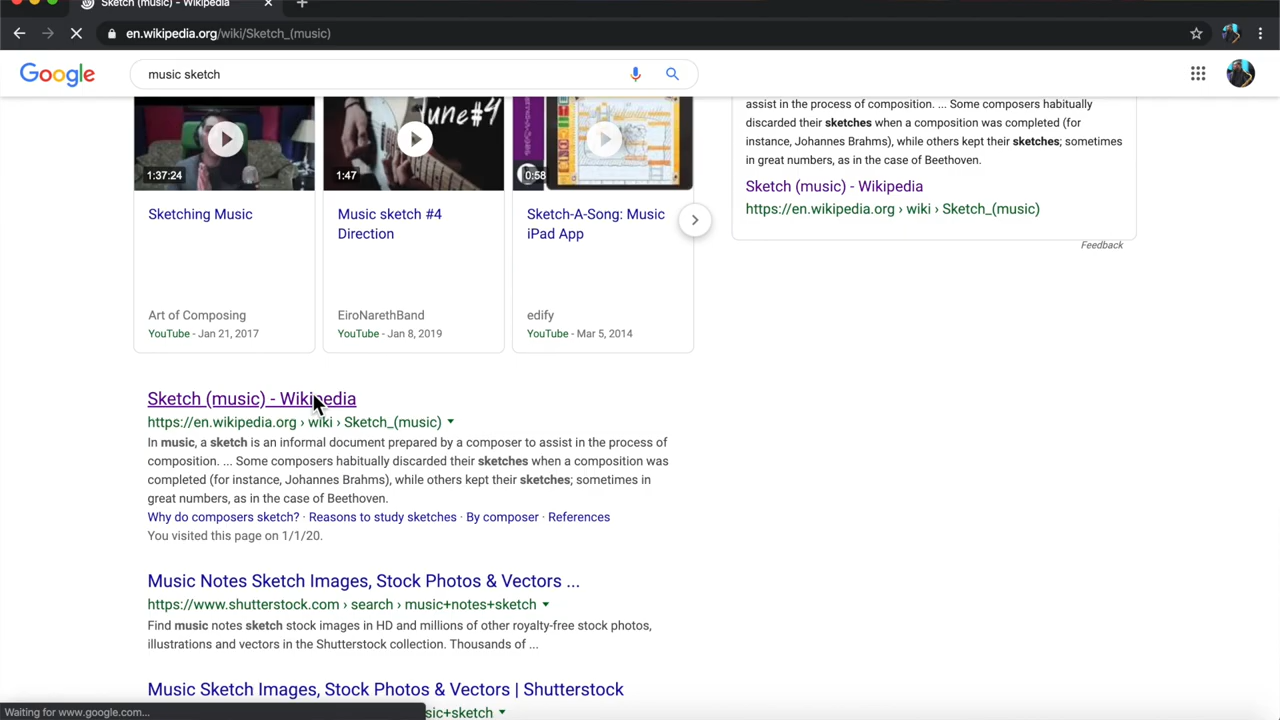 Sketch (music) - Wikipedia
en.wikipedia.org/wiki/Sketch_(music)
Google
music sketch
June#4
1:37:24
1:47
0:58
Sketching Music
Music sketch #4
Direction
Sketch-A-Song: Music
iPad App
Art of Composing
YouTube - Jan 21, 2017
EiroNarethBand
YouTube - Jan 8, 2019
edify
YouTube - Mar 5, 2014
assist in the process of composition. ... Some composers habitually
discarded their sketches when a composition was completed (for
instance, Johannes Brahms), while others kept their sketches; sometimes
in great numbers, as in the case of Beethoven.
Sketch (music) - Wikipedia
https://en.wikipedia.org › wiki › Sketch_(music)
Feedback
Sketch (music) - Wikipedia
https://en.wikipedia.org › wiki › Sketch_(music)
In music, a sketch is an informal document prepared by a composer to assist in the process of
composition. ... Some composers habitually discarded their sketches when a composition was
completed (for instance, Johannes Brahms), while others kept their sketches; sometimes in
great numbers, as in the case of Beethoven.
Why do composers sketch? · Reasons to study sketches · By composer · References
You visited this page on 1/1/20.
Music Notes Sketch Images, Stock Photos & Vectors ...
https://www.shutterstock.com › search › music+notes+sketch
Find music notes sketch stock images in HD and millions of other royalty-free stock photos,
illustrations and vectors in the Shutterstock collection. Thousands of ...
Music Sketch Images, Stock Photos & Vectors | Shutterstock
sic+sketch
Waiting for www.google.com...